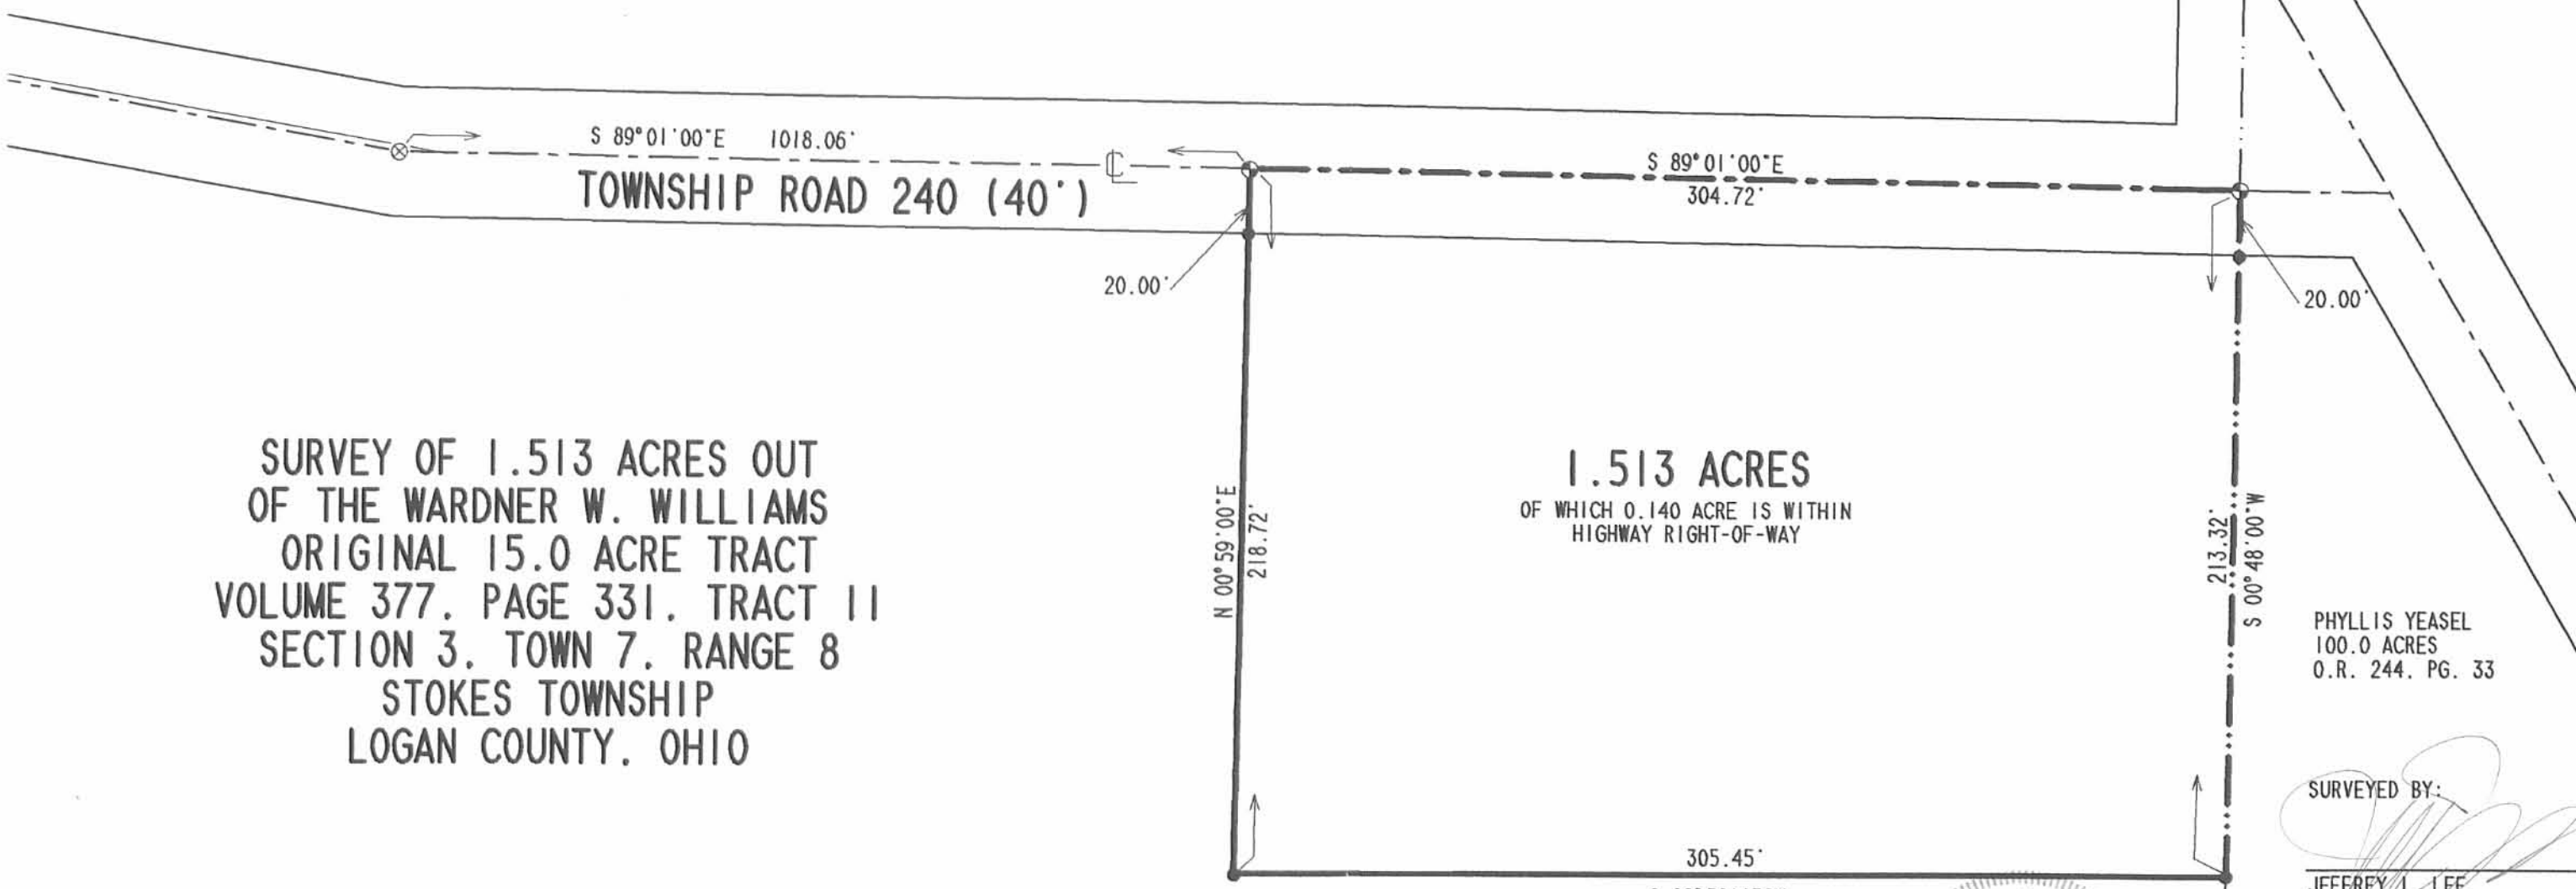 S 89°01'00"E 1018.06'
TOWNSHIP ROAD 240 (40')
S 89°01'00"E
304.72'
20.00'
20.00'
SURVEY OF 1.513 ACRES OUT
OF THE WARDNER W. WILLIAMS
ORIGINAL 15.0 ACRE TRACT
VOLUME 377, PAGE 331, TRACT II
SECTION 3, TOWN 7, RANGE 8
STOKES TOWNSHIP
LOGAN COUNTY, OHIO
N 00°59'00"E
218.72'
1.513 ACRES
OF WHICH 0.140 ACRE IS WITHIN
HIGHWAY RIGHT-OF-WAY
213.32'
S 00°48'00"W
PHYLLIS YEASEL
100.0 ACRES
O.R. 244, PG. 33
SURVEYED BY:
305.45'
JEFFREY I. LEE